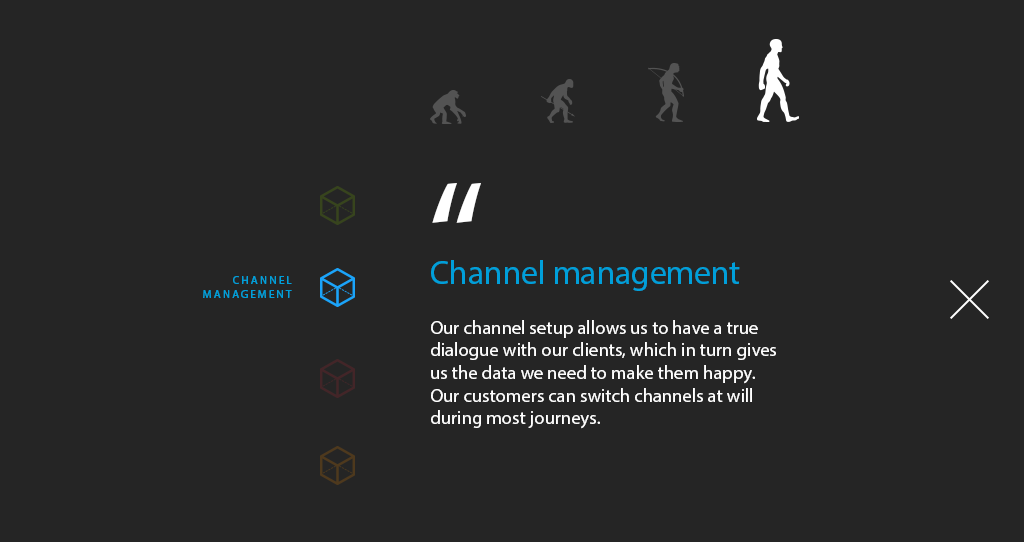 CHANNEL
MANAGEMENT
“
Channel management
Our channel setup allows us to have a true
dialogue with our clients, which in turn gives
us the data we need to make them happy.
Our customers can switch channels at will
during most journeys.